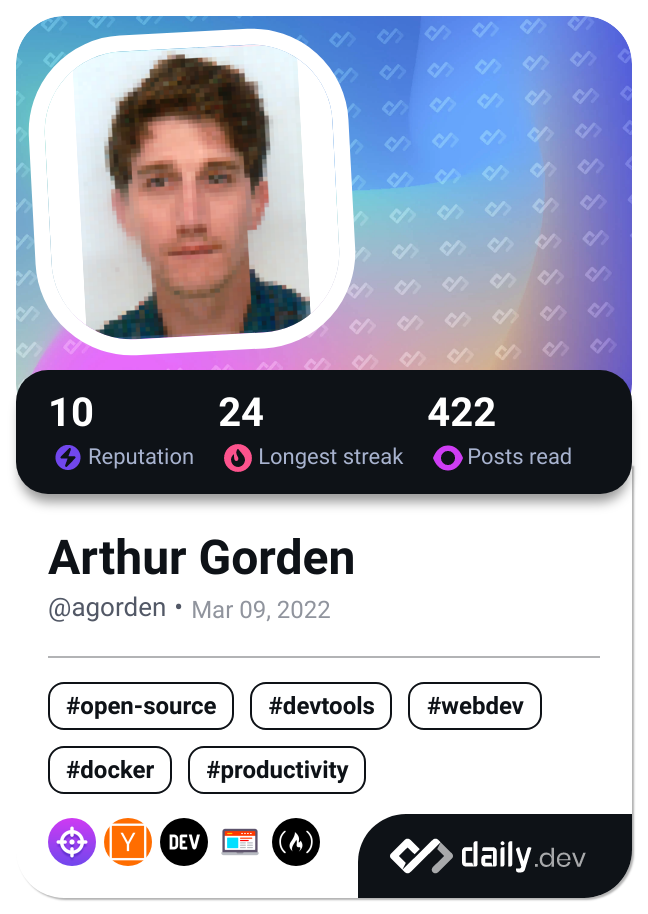 10 24 422
Reputation Longest streak Posts read
Arthur Gorden
@agorden • Mar 09, 2022
#open-source #devtools #webdev
#docker #productivity
Y DEV
daily.dev